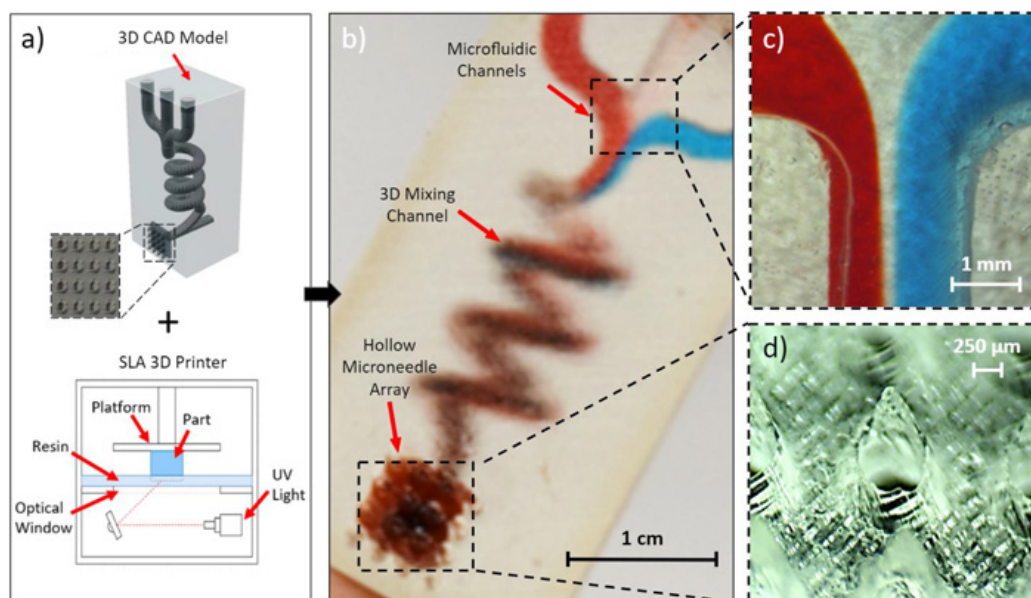 a)
3D CAD Model
+
SLA 3D Printer
Platform
Part
Resin
Optical
Window
UV
Light
b)
Microfluidic
Channels
3D Mixing
Channel
Hollow
Microneedle
Array
1 cm
c)
1 mm
d)
250 µm